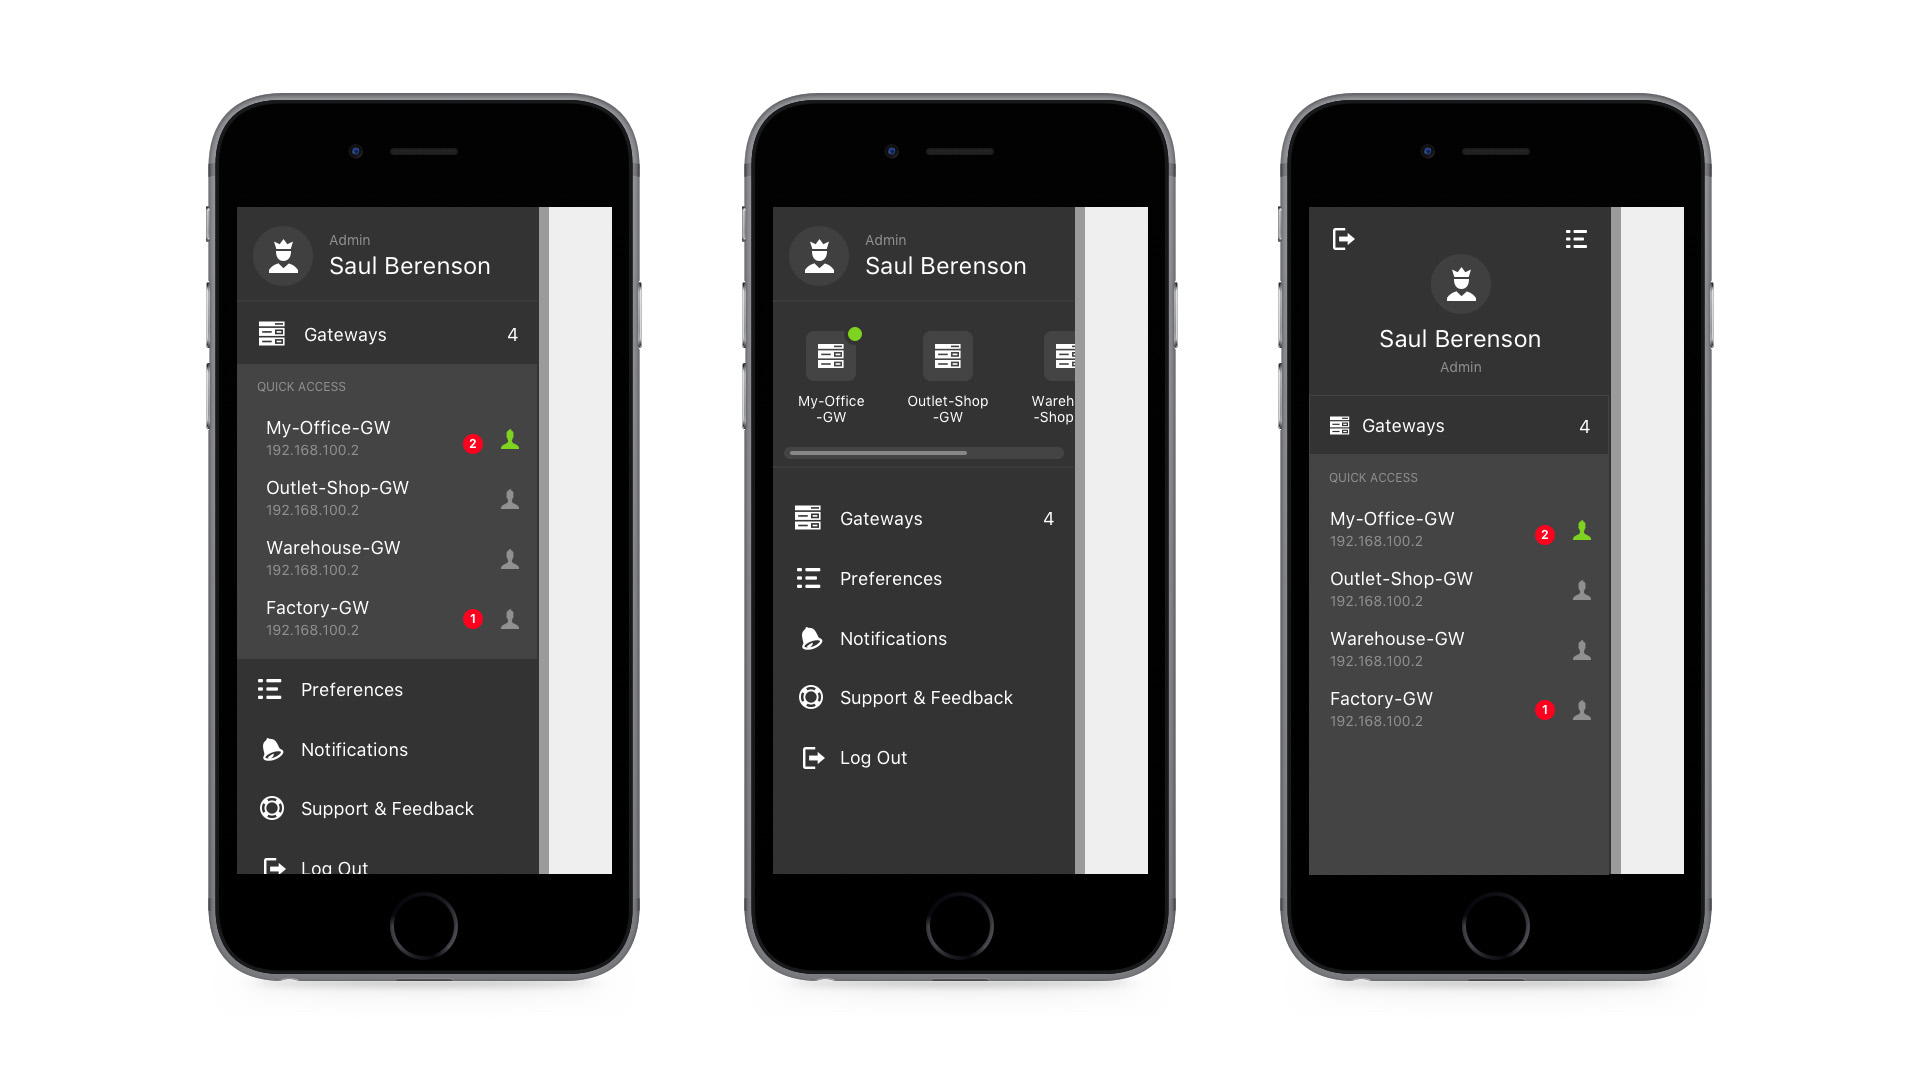 Admin
Saul Berenson
Gateways 4
QUICK ACCESS
My-Office-GW
192.168.100.2
2
Outlet-Shop-GW
192.168.100.2
Warehouse-GW
192.168.100.2
Factory-GW
192.168.100.2
1
Preferences
Notifications
Support & Feedback
Log Out
Admin
Saul Berenson
My-Office
-GW
Outlet-Shop
-GW
Wareh
-Shop
Gateways 4
Preferences
Notifications
Support & Feedback
Log Out
Saul Berenson
Admin
Gateways 4
QUICK ACCESS
My-Office-GW
192.168.100.2
2
Outlet-Shop-GW
192.168.100.2
Warehouse-GW
192.168.100.2
Factory-GW
192.168.100.2
1